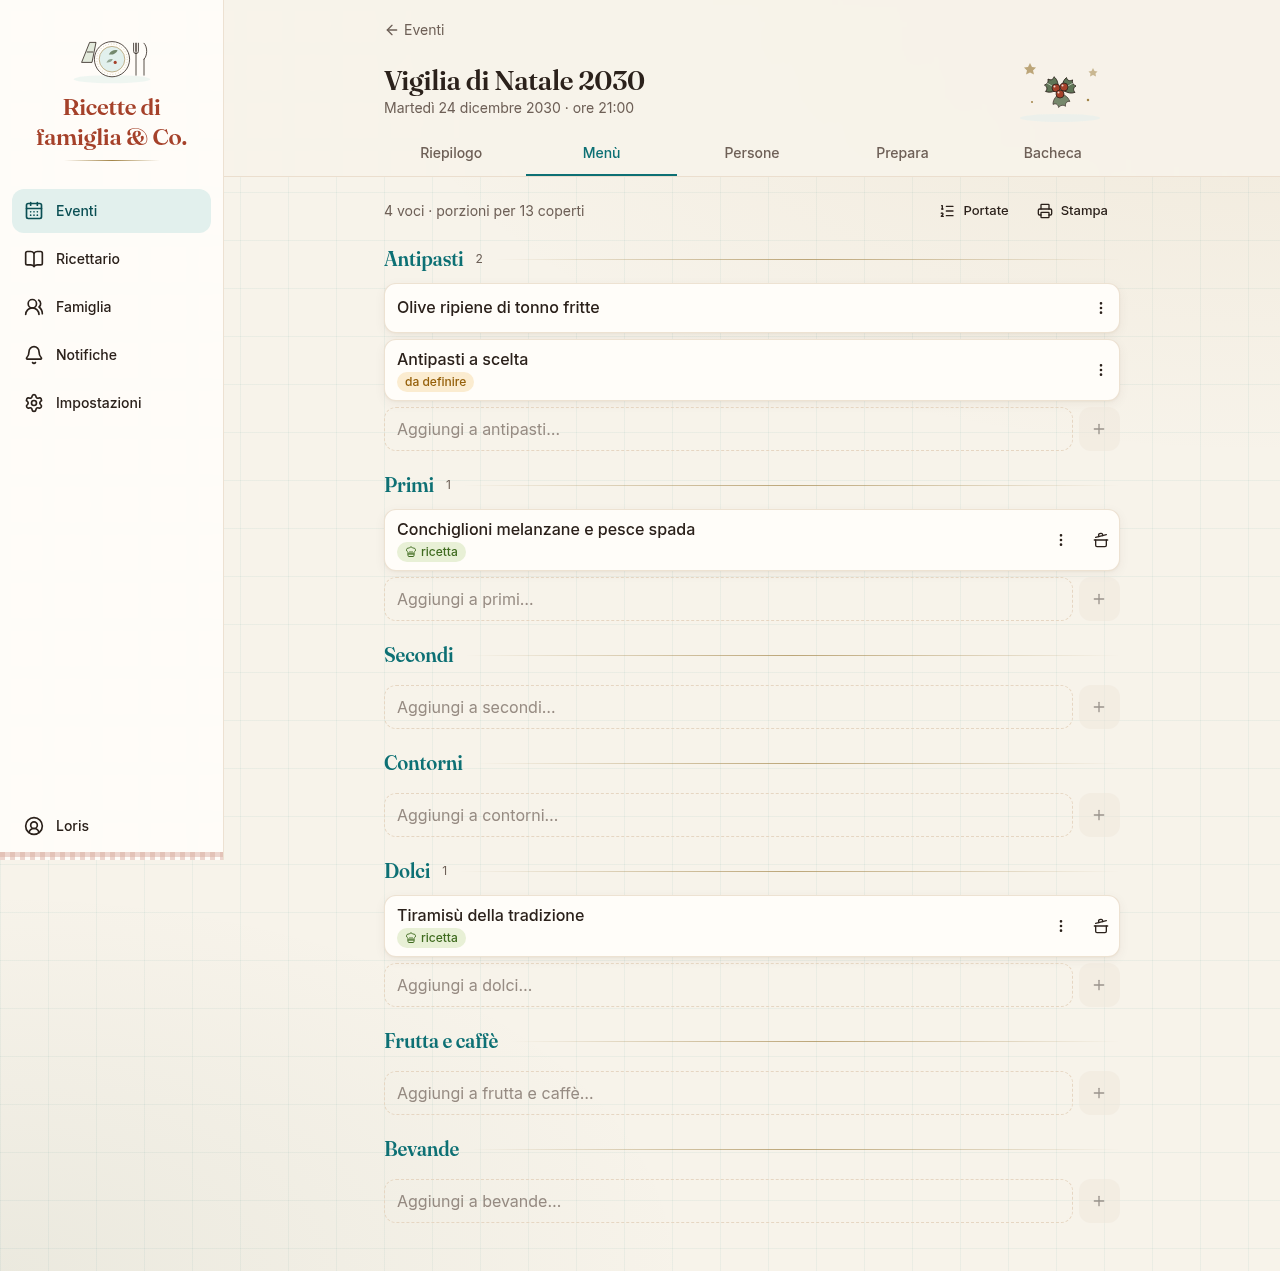 Ricette di
famiglia & Co.
Eventi
Ricettario
Famiglia
Notifiche
Impostazioni
Loris
Eventi
Vigilia di Natale 2030
Martedì 24 dicembre 2030 · ore 21:00
Riepilogo
Menù
Persone
Prepara
Bacheca
4 voci · porzioni per 13 coperti
Portate
Stampa
Antipasti 2
Olive ripiene di tonno fritte
Antipasti a scelta
da definire
Aggiungi a antipasti…
Primi 1
Conchiglioni melanzane e pesce spada
ricetta
Aggiungi a primi…
Secondi
Aggiungi a secondi…
Contorni
Aggiungi a contorni…
Dolci 1
Tiramisù della tradizione
ricetta
Aggiungi a dolci…
Frutta e caffè
Aggiungi a frutta e caffè…
Bevande
Aggiungi a bevande…